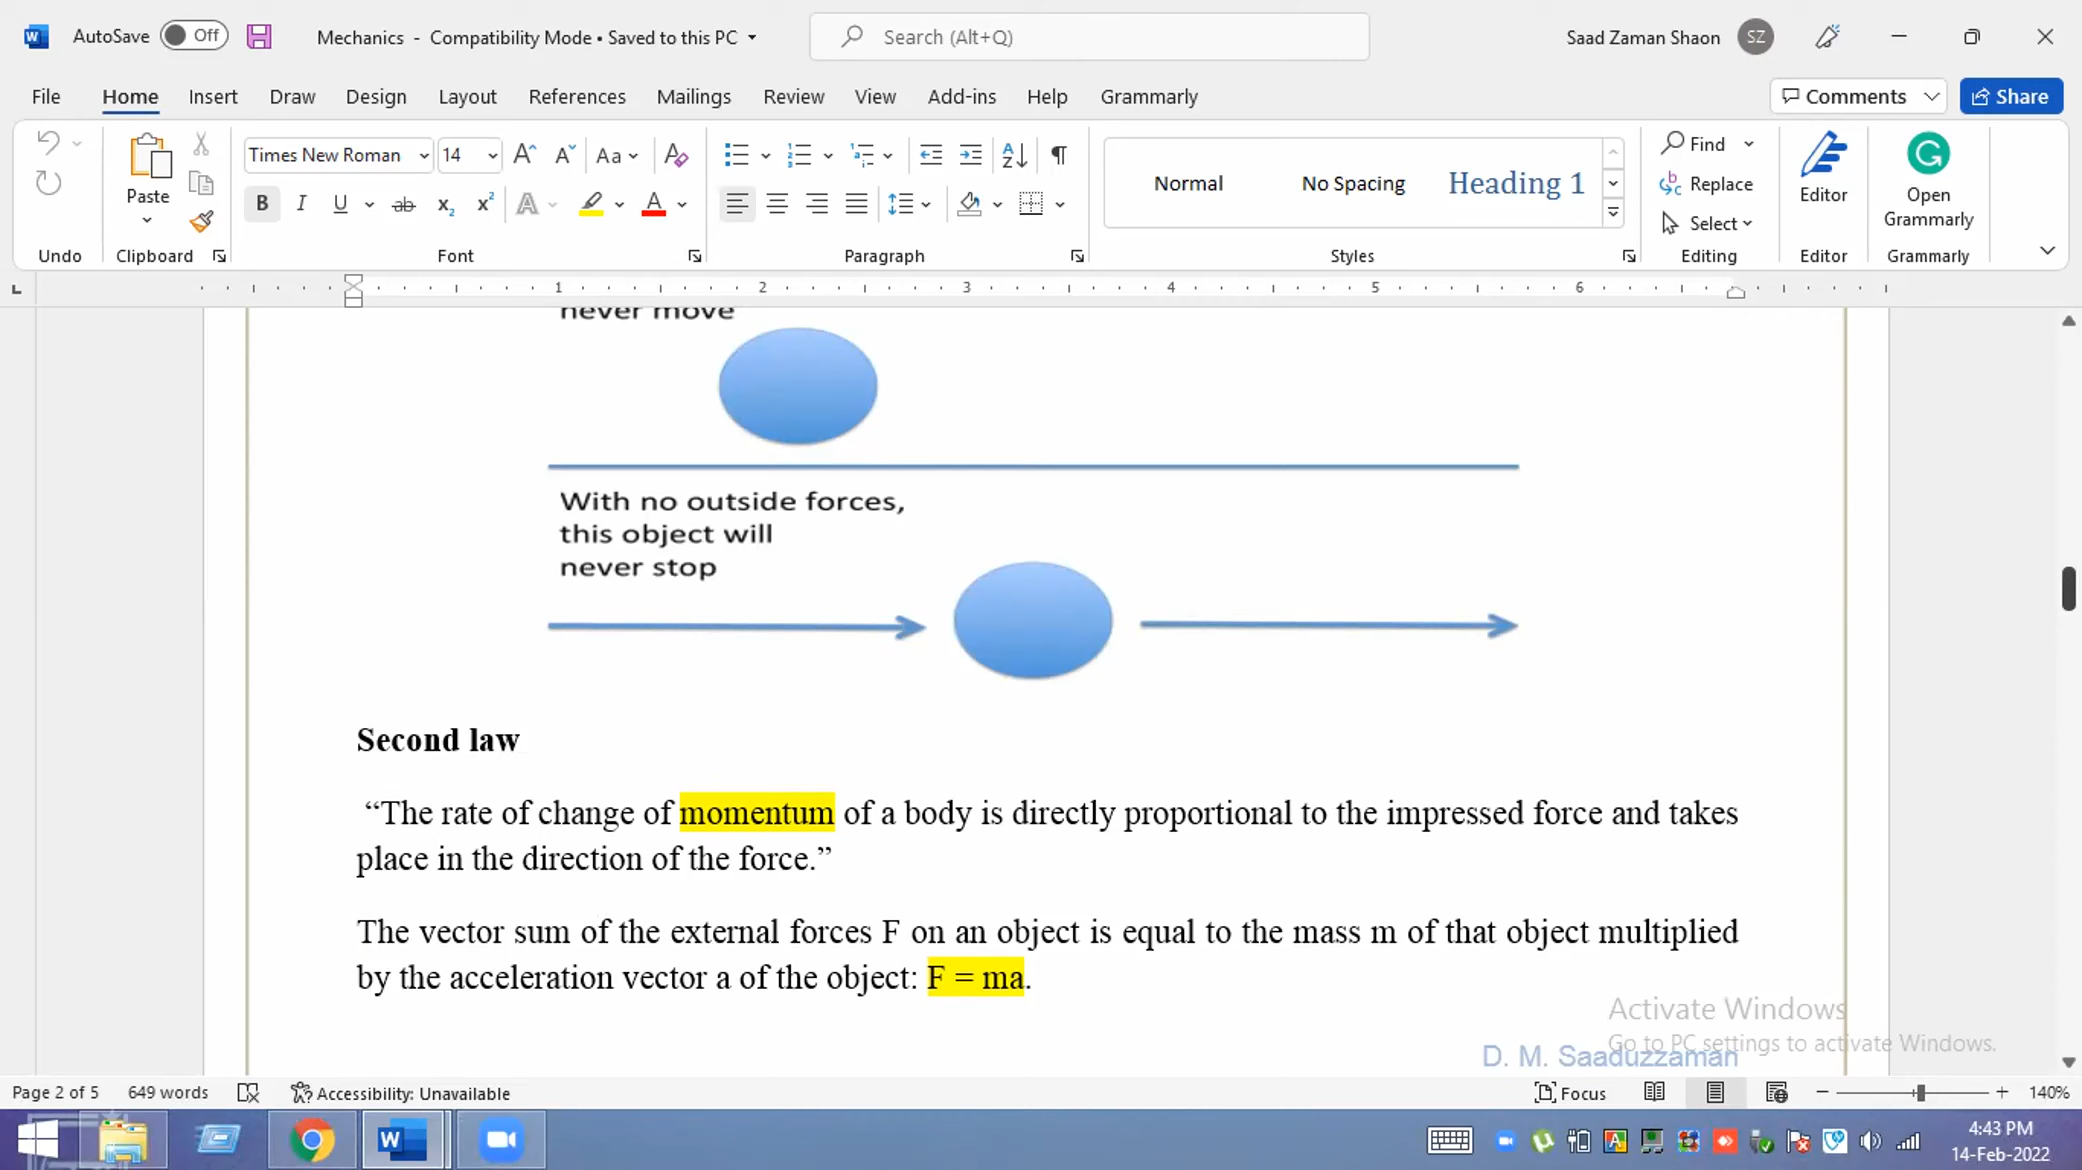 AutoSave Off Mechanics - Compatibility Mode • Saved to this PC Search (Alt+Q) Saad Zaman Shaon SZ
File Home Insert Draw Design Layout References Mailings Review View Add-ins Help Grammarly Comments Share
Paste Times New Roman 14 Aa Normal No Spacing Heading 1 Find Replace Select Editor Open Grammarly
Undo Clipboard Font Paragraph Styles Editing Editor Grammarly
1 2 3 4 5 6
never move
With no outside forces,
this object will
never stop
Second law
“The rate of change of momentum of a body is directly proportional to the impressed force and takes
place in the direction of the force.”
The vector sum of the external forces F on an object is equal to the mass m of that object multiplied
by the acceleration vector a of the object: F = ma.
Activate Windows
Go to PC settings to activate Windows.
D. M. Saaduzzaman
Page 2 of 5 649 words Accessibility: Unavailable Focus 140%
4:43 PM
14-Feb-2022